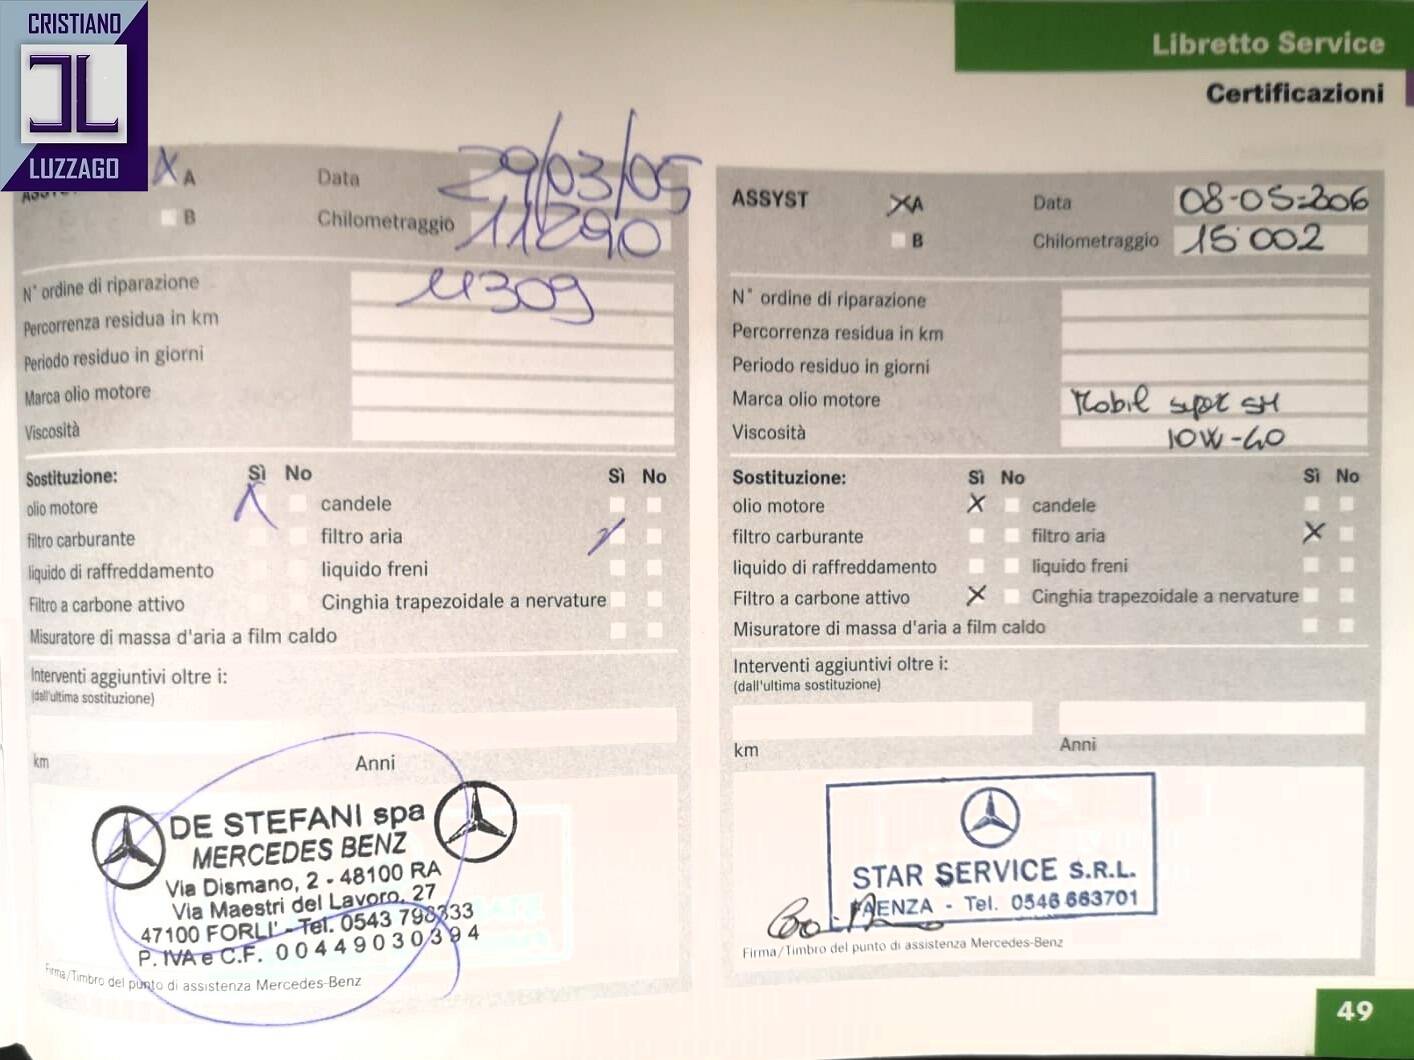 CRISTIANO
LUZZAGO
Libretto Service
Certificazioni
ASSYST
X A
Data 29/03/05
B
Chilometraggio 11290
N° ordine di riparazione 11309
Percorrenza residua in km
Periodo residuo in giorni
Marca olio motore
Viscosità
Sostituzione: Sì No Sì No
olio motore X candele
filtro carburante filtro aria
liquido di raffreddamento liquido freni
Filtro a carbone attivo Cinghia trapezoidale a nervature
Misuratore di massa d'aria a film caldo
Interventi aggiuntivi oltre i:
(dall'ultima sostituzione)
km Anni
DE STEFANI spa
MERCEDES BENZ
Via Dismano, 2 - 48100 RA
Via Maestri del Lavoro, 27
47100 FORLI' - Tel. 0543 798333
P. IVA e C.F. 00449030394
Firma/Timbro del punto di assistenza Mercedes-Benz
ASSYST X A Data 08-05-2006
B Chilometraggio 15002
N° ordine di riparazione
Percorrenza residua in km
Periodo residuo in giorni
Marca olio motore Mobil super SH
Viscosità 10W-40
Sostituzione: Sì No Sì No
olio motore X candele
filtro carburante filtro aria X
liquido di raffreddamento liquido freni
Filtro a carbone attivo X Cinghia trapezoidale a nervature
Misuratore di massa d'aria a film caldo
Interventi aggiuntivi oltre i:
(dall'ultima sostituzione)
km Anni
STAR SERVICE S.R.L.
FAENZA - Tel. 0546 663701
Firma/Timbro del punto di assistenza Mercedes-Benz
49